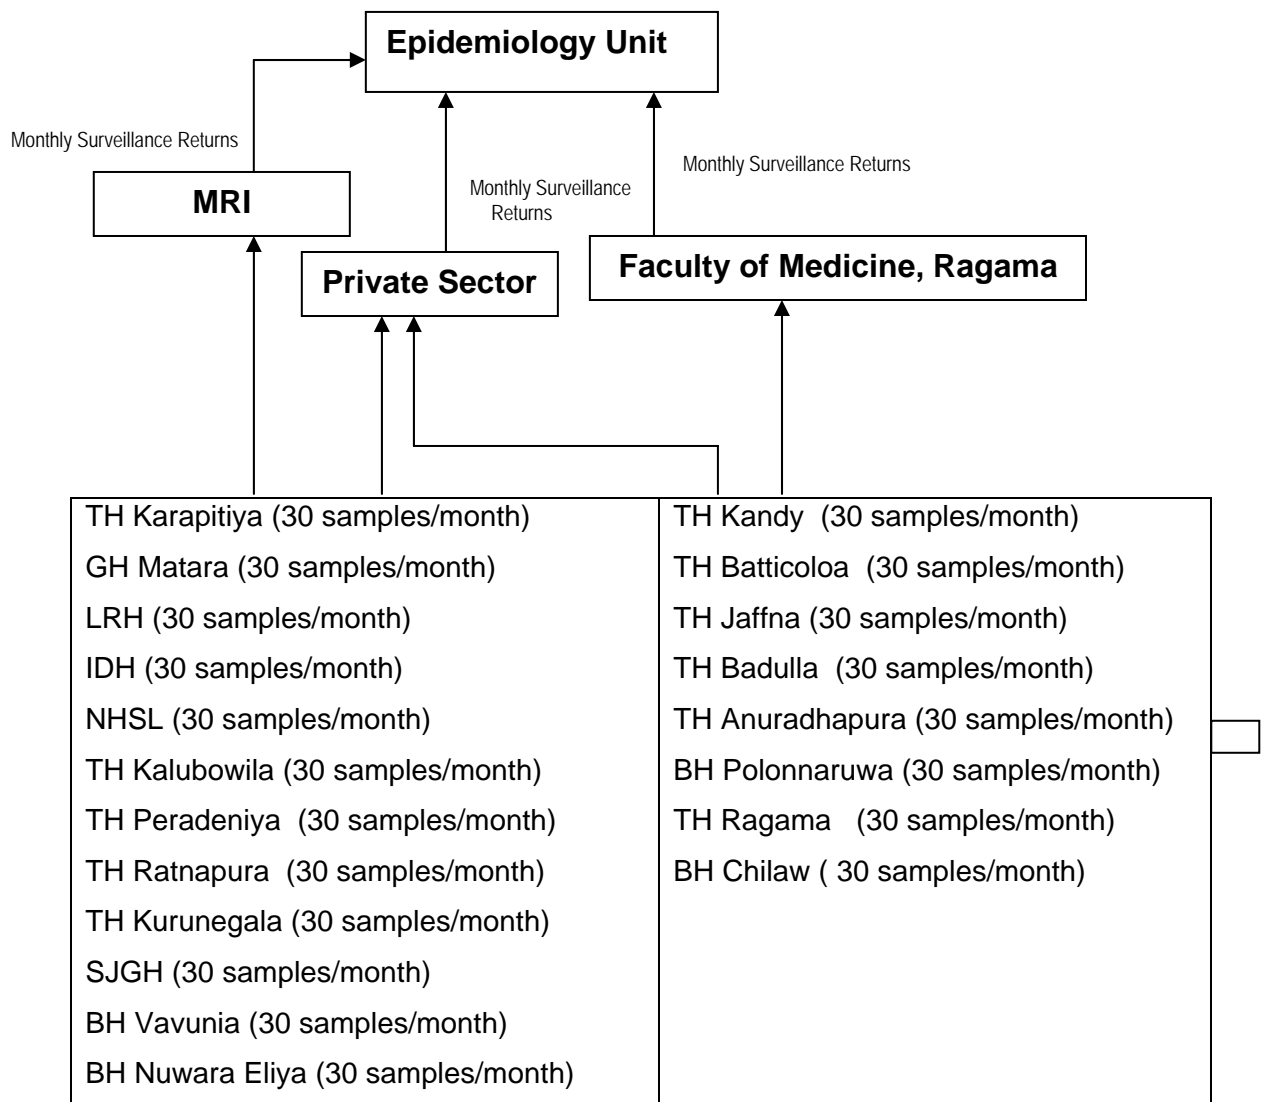 Epidemiology Unit
Monthly Surveillance Returns
Monthly Surveillance Returns
MRI
Monthly Surveillance
Returns
Private Sector
Faculty of Medicine, Ragama
TH Karapitiya (30 samples/month)
GH Matara (30 samples/month)
LRH (30 samples/month)
IDH (30 samples/month)
NHSL (30 samples/month)
TH Kalubowila (30 samples/month)
TH Peradeniya (30 samples/month)
TH Ratnapura (30 samples/month)
TH Kurunegala (30 samples/month)
SJGH (30 samples/month)
BH Vavunia (30 samples/month)
BH Nuwara Eliya (30 samples/month)
TH Kandy (30 samples/month)
TH Batticoloa (30 samples/month)
TH Jaffna (30 samples/month)
TH Badulla (30 samples/month)
TH Anuradhapura (30 samples/month)
BH Polonnaruwa (30 samples/month)
TH Ragama (30 samples/month)
BH Chilaw ( 30 samples/month)